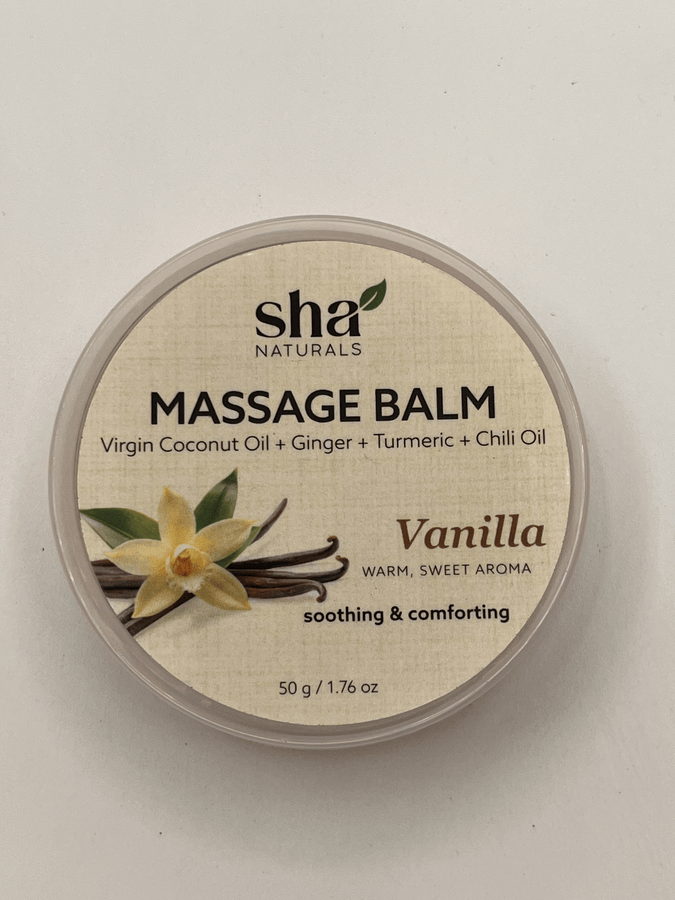 sha
NATURALS
MASSAGE BALM
Virgin Coconut Oil + Ginger + Turmeric + Chili Oil
Vanilla
WARM, SWEET AROMA
soothing & comforting
50 g / 1.76 oz